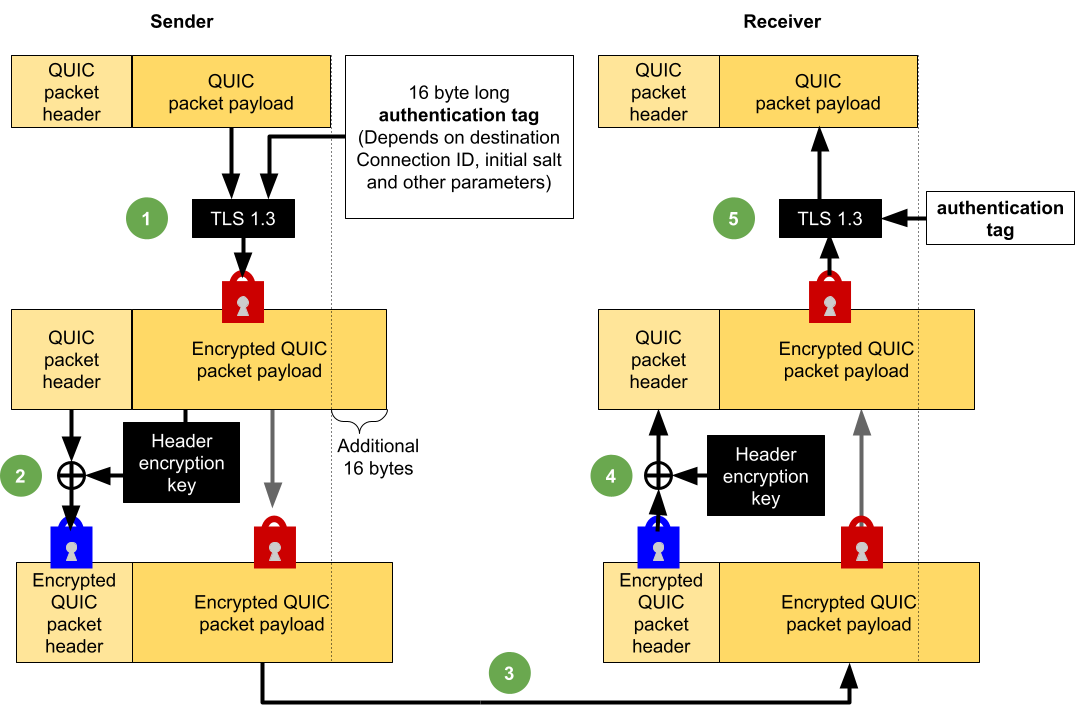 Sender
Receiver
QUIC
packet
header
QUIC
packet payload
16 byte long
authentication tag
(Depends on destination
Connection ID, initial salt
and other parameters)
QUIC
packet
header
QUIC
packet payload
1
TLS 1.3
5
TLS 1.3
authentication
tag
QUIC
packet
header
Encrypted QUIC
packet payload
QUIC
packet
header
Encrypted QUIC
packet payload
2
Header
encryption
key
Additional
16 bytes
4
Header
encryption
key
Encrypted
QUIC
packet
header
Encrypted QUIC
packet payload
Encrypted
QUIC
packet
header
Encrypted QUIC
packet payload
3